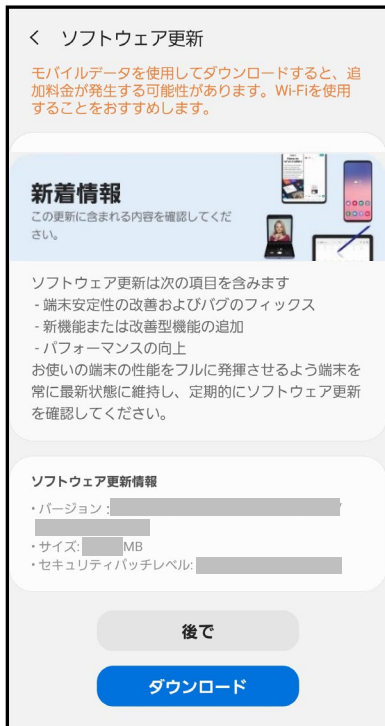 ソフトウェア更新
モバイルデータを使用してダウンロードすると、追
加料金が発生する可能性があります。Wi-Fiを使用
することをおすすめします。
新着情報
この更新に含まれる内容を確認してくだ
さい。
ソフトウェア更新は次の項目を含みます
- 端末安定性の改善およびバグのフィックス
- 新機能または改善型機能の追加
- パフォーマンスの向上
お使いの端末の性能をフルに発揮させるよう端末を
常に最新状態に維持し、定期的にソフトウェア更新
を確認してください。
ソフトウェア更新情報
・バージョン : /
・サイズ: MB
・セキュリティパッチレベル:
後で
ダウンロード